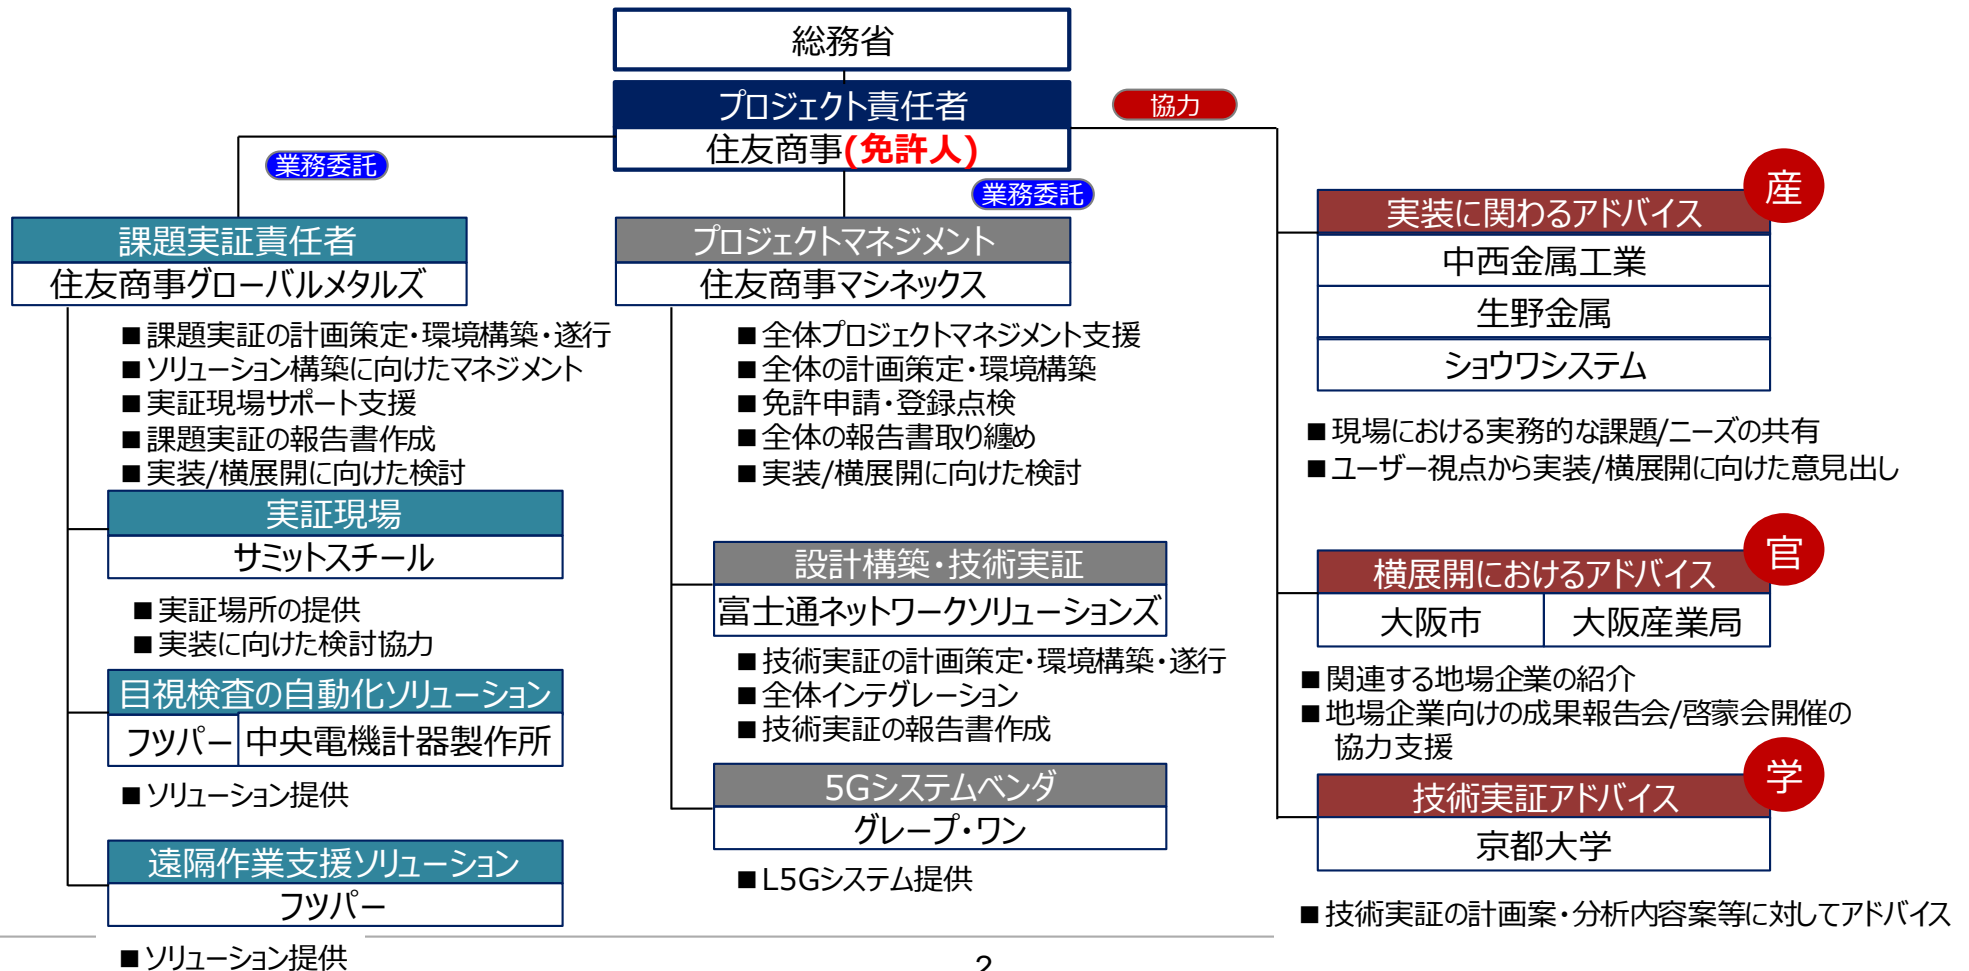 総務省
プロジェクト責任者
住友商事(免許人)
協力
業務委託
業務委託
課題実証責任者
住友商事グローバルメタルズ
■課題実証の計画策定・環境構築・遂行
■ソリューション構築に向けたマネジメント
■実証現場サポート支援
■課題実証の報告書作成
■実装/横展開に向けた検討
実証現場
サミットスチール
■実証場所の提供
■実装に向けた検討協力
目視検査の自動化ソリューション
フツパー 中央電機計器製作所
■ソリューション提供
遠隔作業支援ソリューション
フツパー
■ソリューション提供
プロジェクトマネジメント
住友商事マシネックス
■全体プロジェクトマネジメント支援
■全体の計画策定・環境構築
■免許申請・登録点検
■全体の報告書取り纏め
■実装/横展開に向けた検討
設計構築・技術実証
富士通ネットワークソリューションズ
■技術実証の計画策定・環境構築・遂行
■全体インテグレーション
■技術実証の報告書作成
5Gシステムベンダ
グレープ・ワン
■L5Gシステム提供
産
実装に関わるアドバイス
中西金属工業
生野金属
ショウワシステム
■現場における実務的な課題/ニーズの共有
■ユーザー視点から実装/横展開に向けた意見出し
官
横展開におけるアドバイス
大阪市 大阪産業局
■関連する地場企業の紹介
■地場企業向けの成果報告会/啓蒙会開催の
協力支援
学
技術実証アドバイス
京都大学
■技術実証の計画案・分析内容案等に対してアドバイス
2